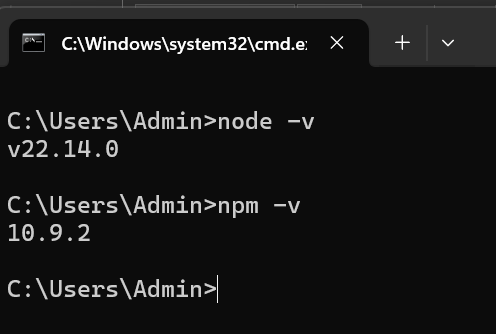 C:\Windows\system32\cmd.e
C:\Users\Admin>node -v
v22.14.0
C:\Users\Admin>npm -v
10.9.2
C:\Users\Admin>